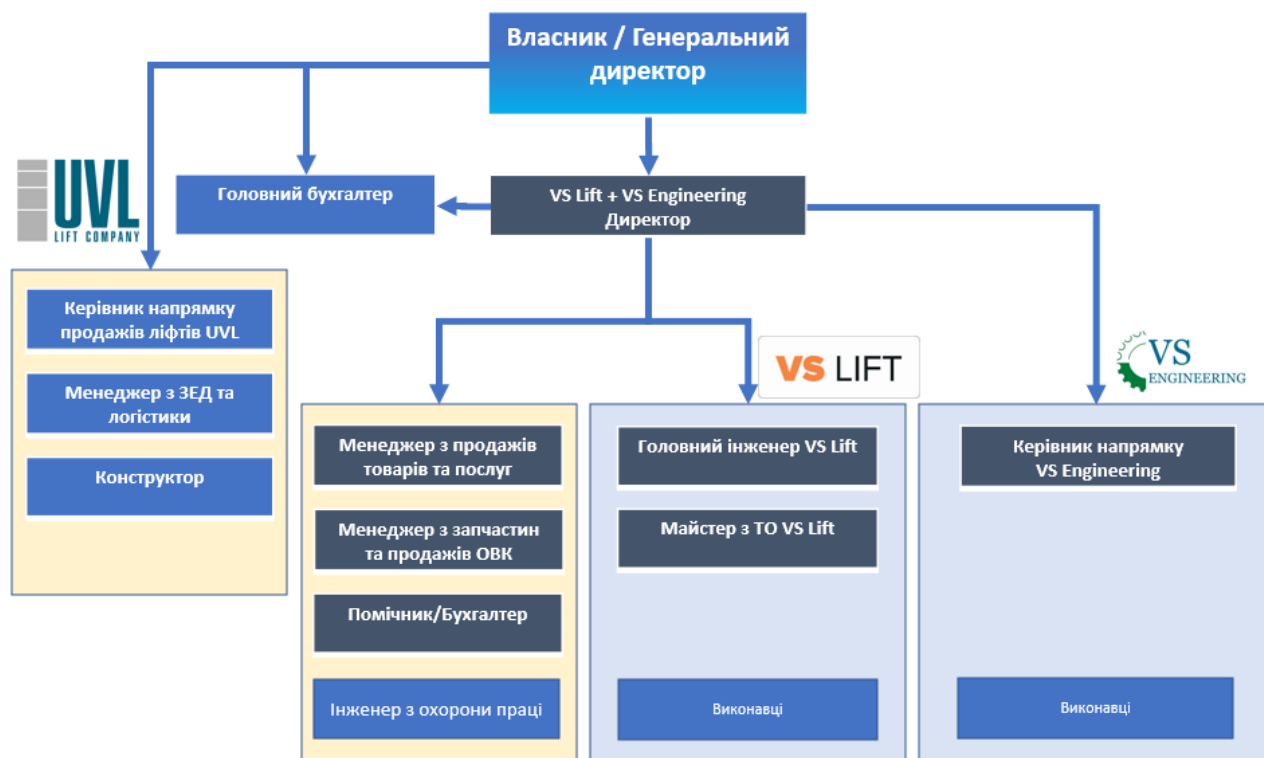 Власник / Генеральний
директор
UVL
LIFT COMPANY
Головний бухгалтер
VS Lift + VS Engineering
Директор
Керівник напрямку
продажів ліфтів UVL
Менеджер з ЗЕД та
логістики
Конструктор
VS LIFT
VS
ENGINEERING
Менеджер з продажів
товарів та послуг
Менеджер з запчастин
та продажів ОВК
Помічник/Бухгалтер
Інженер з охорони праці
Головний інженер VS Lift
Майстер з ТО VS Lift
Виконавці
Керівник напрямку
VS Engineering
Виконавці